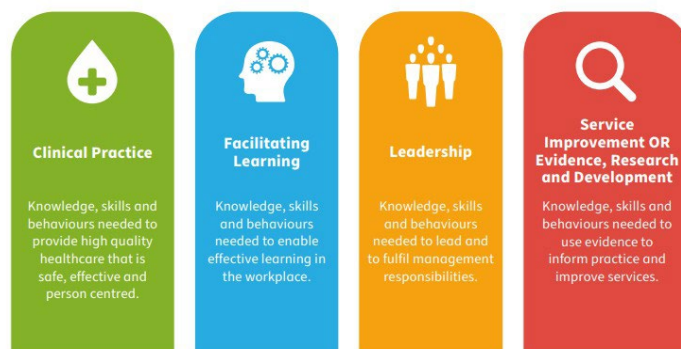 Clinical Practice
Knowledge, skills and
behaviours needed to
provide high quality
healthcare that is
safe, effective and
person centred.
Facilitating
Learning
Knowledge, skills
and behaviours
needed to enable
effective learning in
the workplace.
Leadership
Knowledge, skills
and behaviours
needed to lead and
to fulfil management
responsibilities.
Service
Improvement OR
Evidence, Research
and Development
Knowledge, skills and
behaviours needed to
use evidence to
inform practice and
improve services.